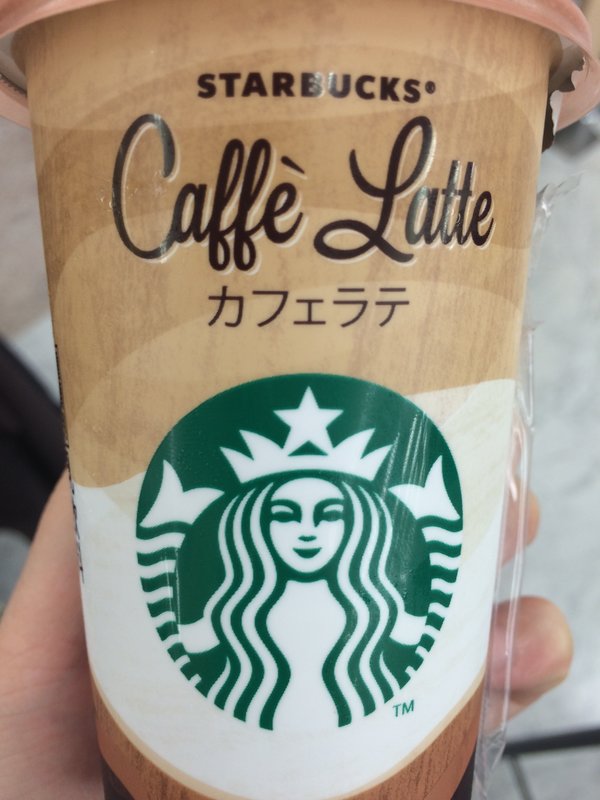 STARBUCKS®
Caffè Latte
カフェラテ
TM